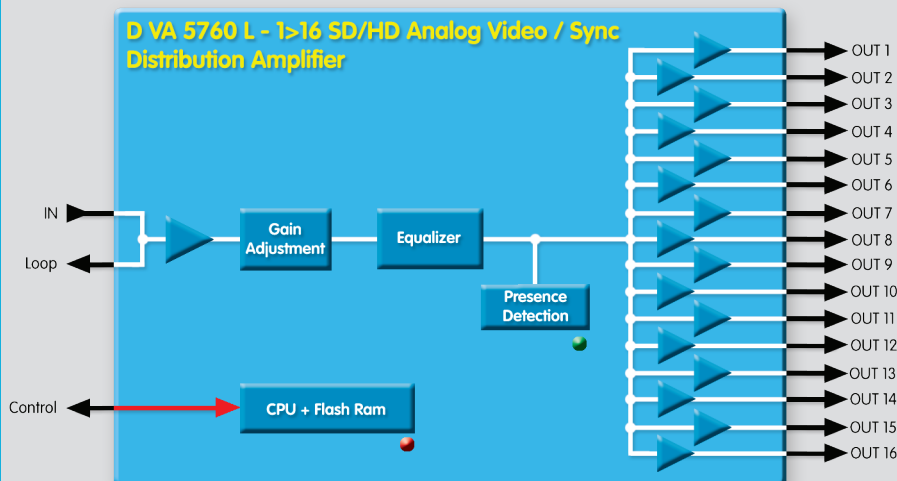 D VA 5760 L - 1>16 SD/HD Analog Video / Sync
Distribution Amplifier
OUT 1
OUT 2
OUT 3
OUT 4
OUT 5
OUT 6
IN
OUT 7
Gain
Adjustment
Equalizer
OUT 8
Loop
OUT 9
Presence
Detection
OUT 10
OUT 11
OUT 12
OUT 13
Control
CPU + Flash Ram
OUT 14
OUT 15
OUT 16